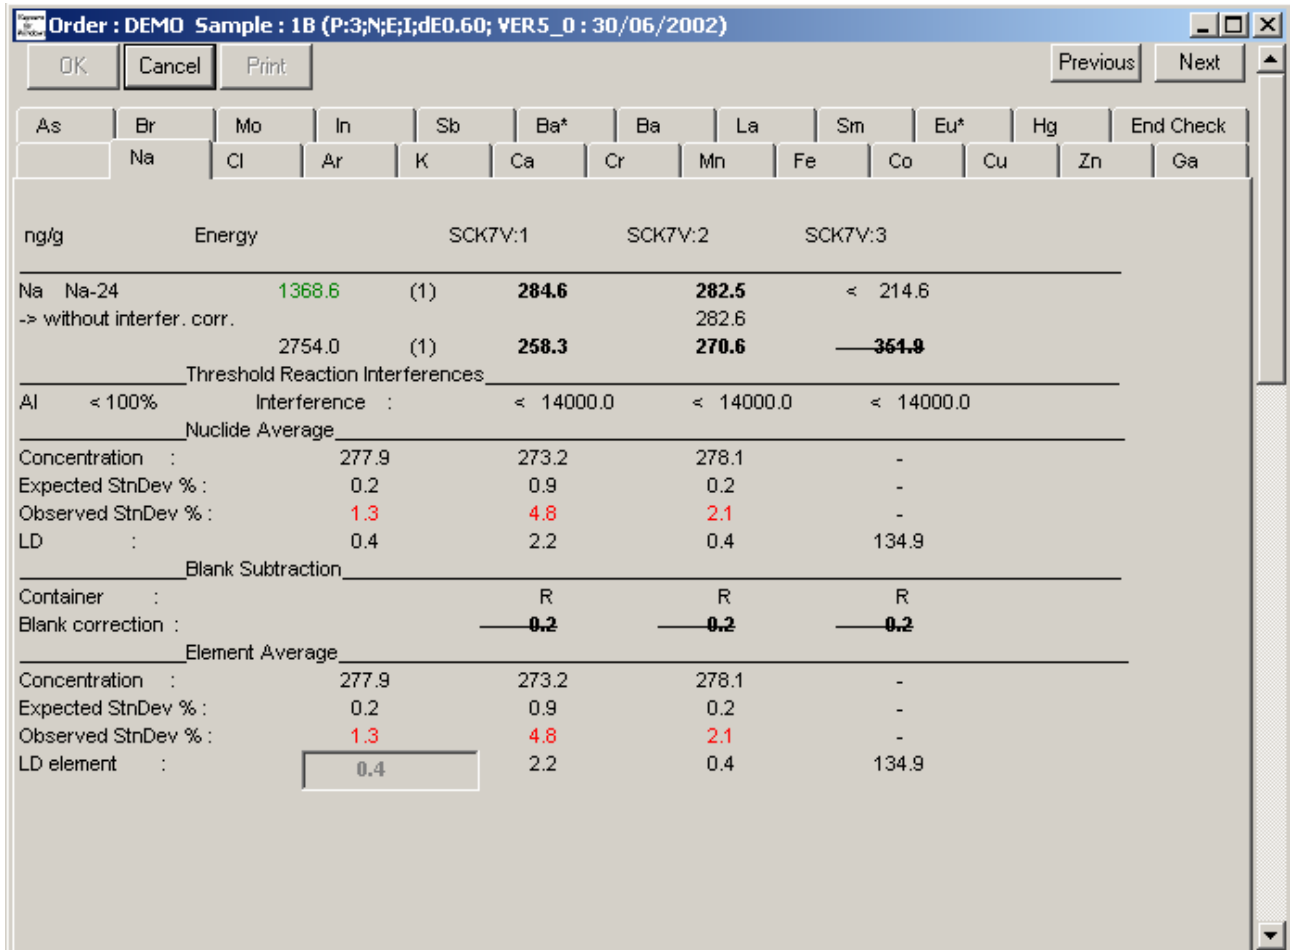 Order : DEMO Sample : 1B (P:3;N;E;I;dE0.60; VER5_0 : 30/06/2002)
OK Cancel Print Previous Next
As Br Mo In Sb Ba* Ba La Sm Eu* Hg End Check
Na Cl Ar K Ca Cr Mn Fe Co Cu Zn Ga
ng/g Energy SCK7V:1 SCK7V:2 SCK7V:3
Na Na-24 1368.6 (1) 284.6 282.5 < 214.6
-> without interfer. corr. 282.6
2754.0 (1) 258.3 270.6 351.9
Threshold Reaction Interferences
Al < 100% Interference : < 14000.0 < 14000.0 < 14000.0
Nuclide Average
Concentration : 277.9 273.2 278.1 -
Expected StnDev % : 0.2 0.9 0.2 -
Observed StnDev % : 1.3 4.8 2.1 -
LD : 0.4 2.2 0.4 134.9
Blank Subtraction
Container : R R R
Blank correction : 0.2 0.2 0.2
Element Average
Concentration : 277.9 273.2 278.1 -
Expected StnDev % : 0.2 0.9 0.2 -
Observed StnDev % : 1.3 4.8 2.1 -
LD element : 0.4 2.2 0.4 134.9